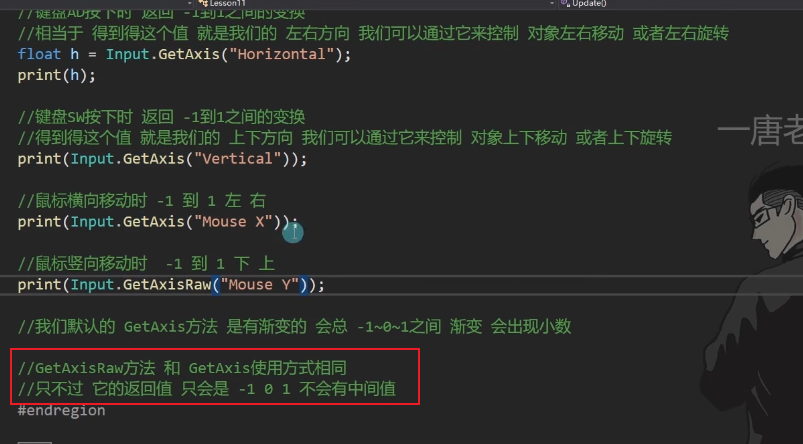 Lesson11
Update()
//键盘AD按下时 返回 -1到1之间的变换
//相当于 得到得这个值 就是我们的 左右方向 我们可以通过它来控制 对象左右移动 或者左右旋转
float h = Input.GetAxis("Horizontal");
print(h);
//键盘SW按下时 返回 -1到1之间的变换
//得到得这个值 就是我们的 上下方向 我们可以通过它来控制 对象上下移动 或者上下旋转
print(Input.GetAxis("Vertical"));
一唐老
//鼠标横向移动时 -1 到 1 左 右
print(Input.GetAxis("Mouse X"));
//鼠标竖向移动时  -1 到 1 下 上
print(Input.GetAxisRaw("Mouse Y"));
//我们默认的 GetAxis方法 是有渐变的 会总 -1~0~1之间 渐变 会出现小数
//GetAxisRaw方法 和 GetAxis使用方式相同
//只不过 它的返回值 只会是 -1 0 1 不会有中间值
#endregion